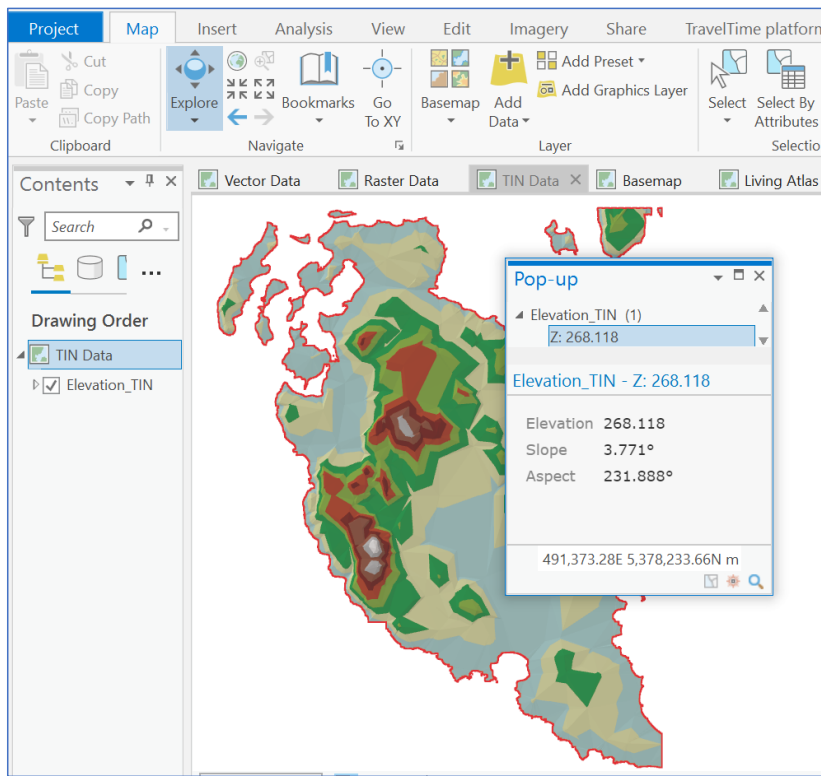 Project Map Insert Analysis View Edit Imagery Share TravelTime platform
Paste
Cut
Copy
Copy Path
Clipboard
Explore
Bookmarks
Go
To XY
Navigate
Basemap
Add
Data
Add Preset
Add Graphics Layer
Layer
Select
Select By
Attributes
Selectio
Contents
Search
...
Drawing Order
TIN Data
Elevation_TIN
Vector Data Raster Data TIN Data Basemap Living Atlas
Pop-up
Elevation_TIN (1)
Z: 268.118
Elevation_TIN - Z: 268.118
Elevation 268.118
Slope 3.771°
Aspect 231.888°
491,373.28E 5,378,233.66N m